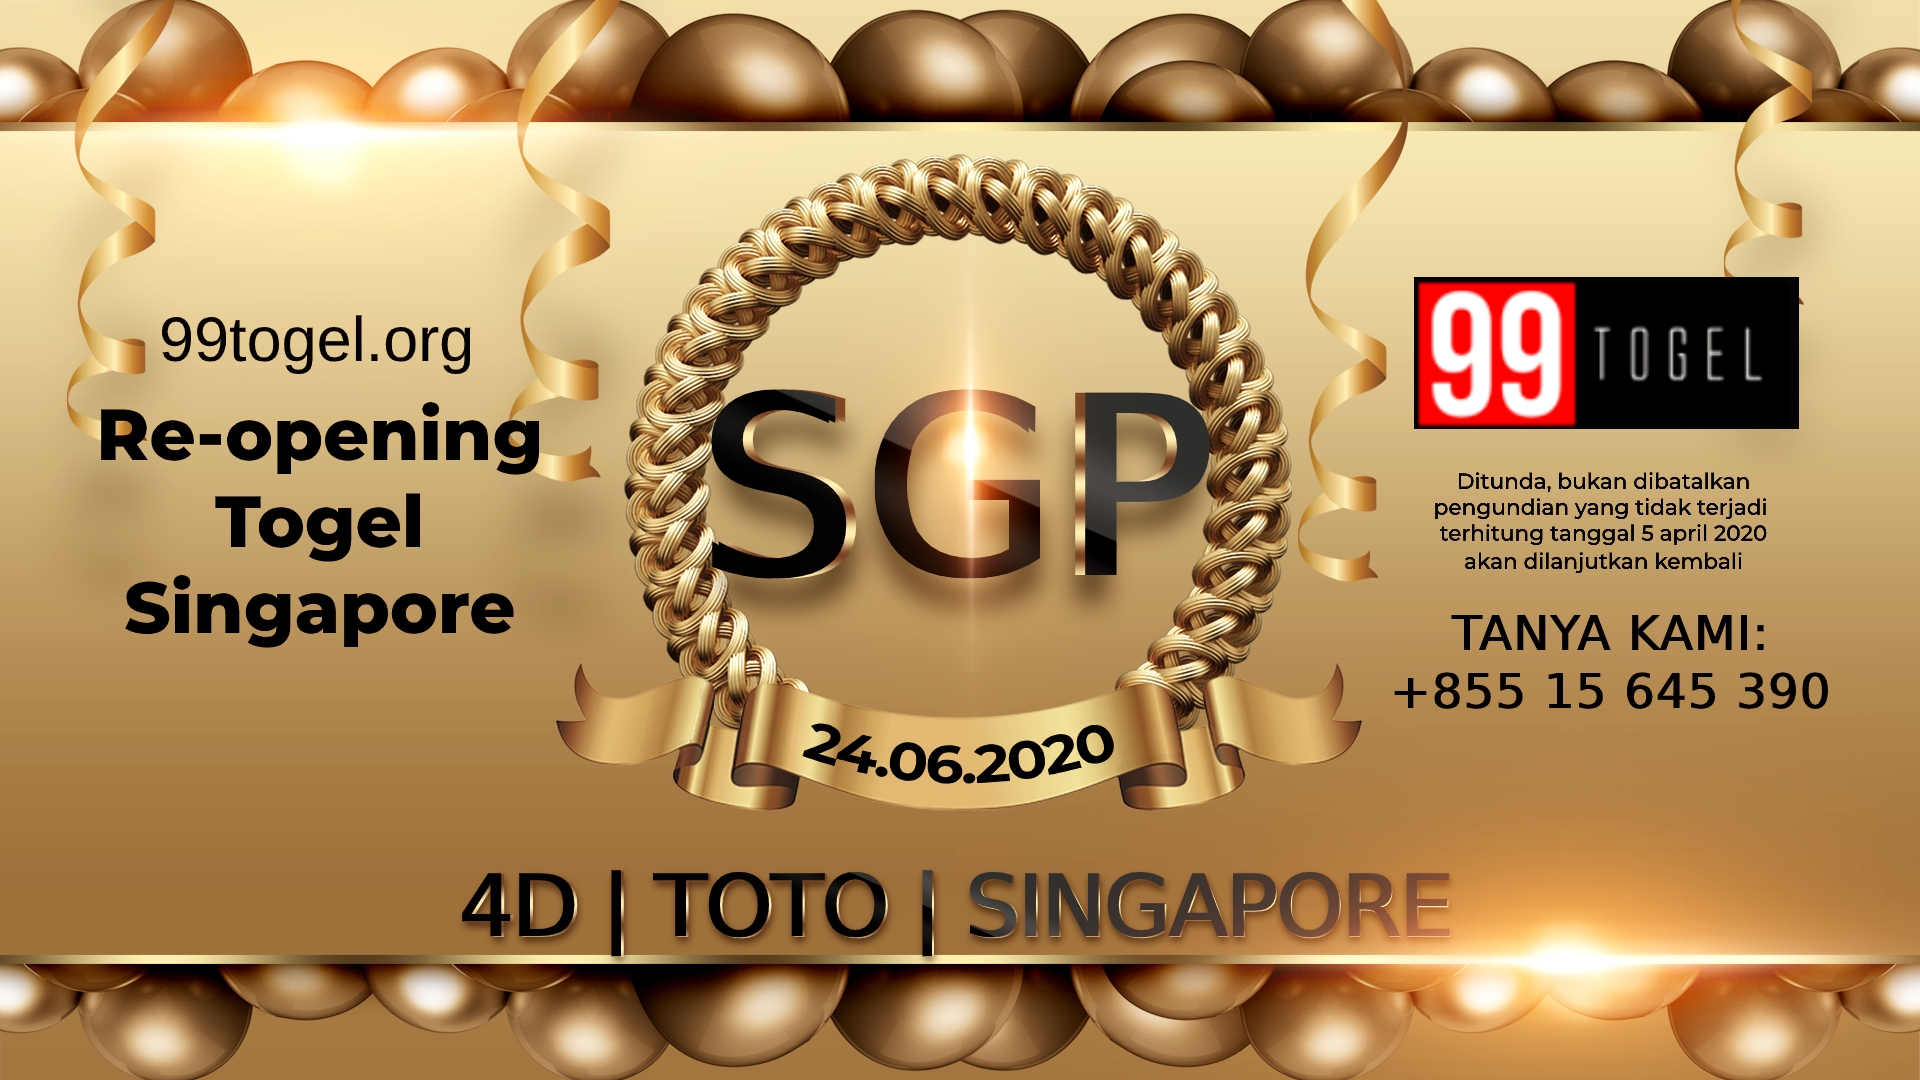 99togel.org
Re-opening
Togel
Singapore
SGP
24.06.2020
99 TOGEL
Ditunda, bukan dibatalkan
pengundian yang tidak terjadi
terhitung tanggal 5 april 2020
akan dilanjutkan kembali
TANYA KAMI:
+855 15 645 390
4D | TOTO | SINGAPORE